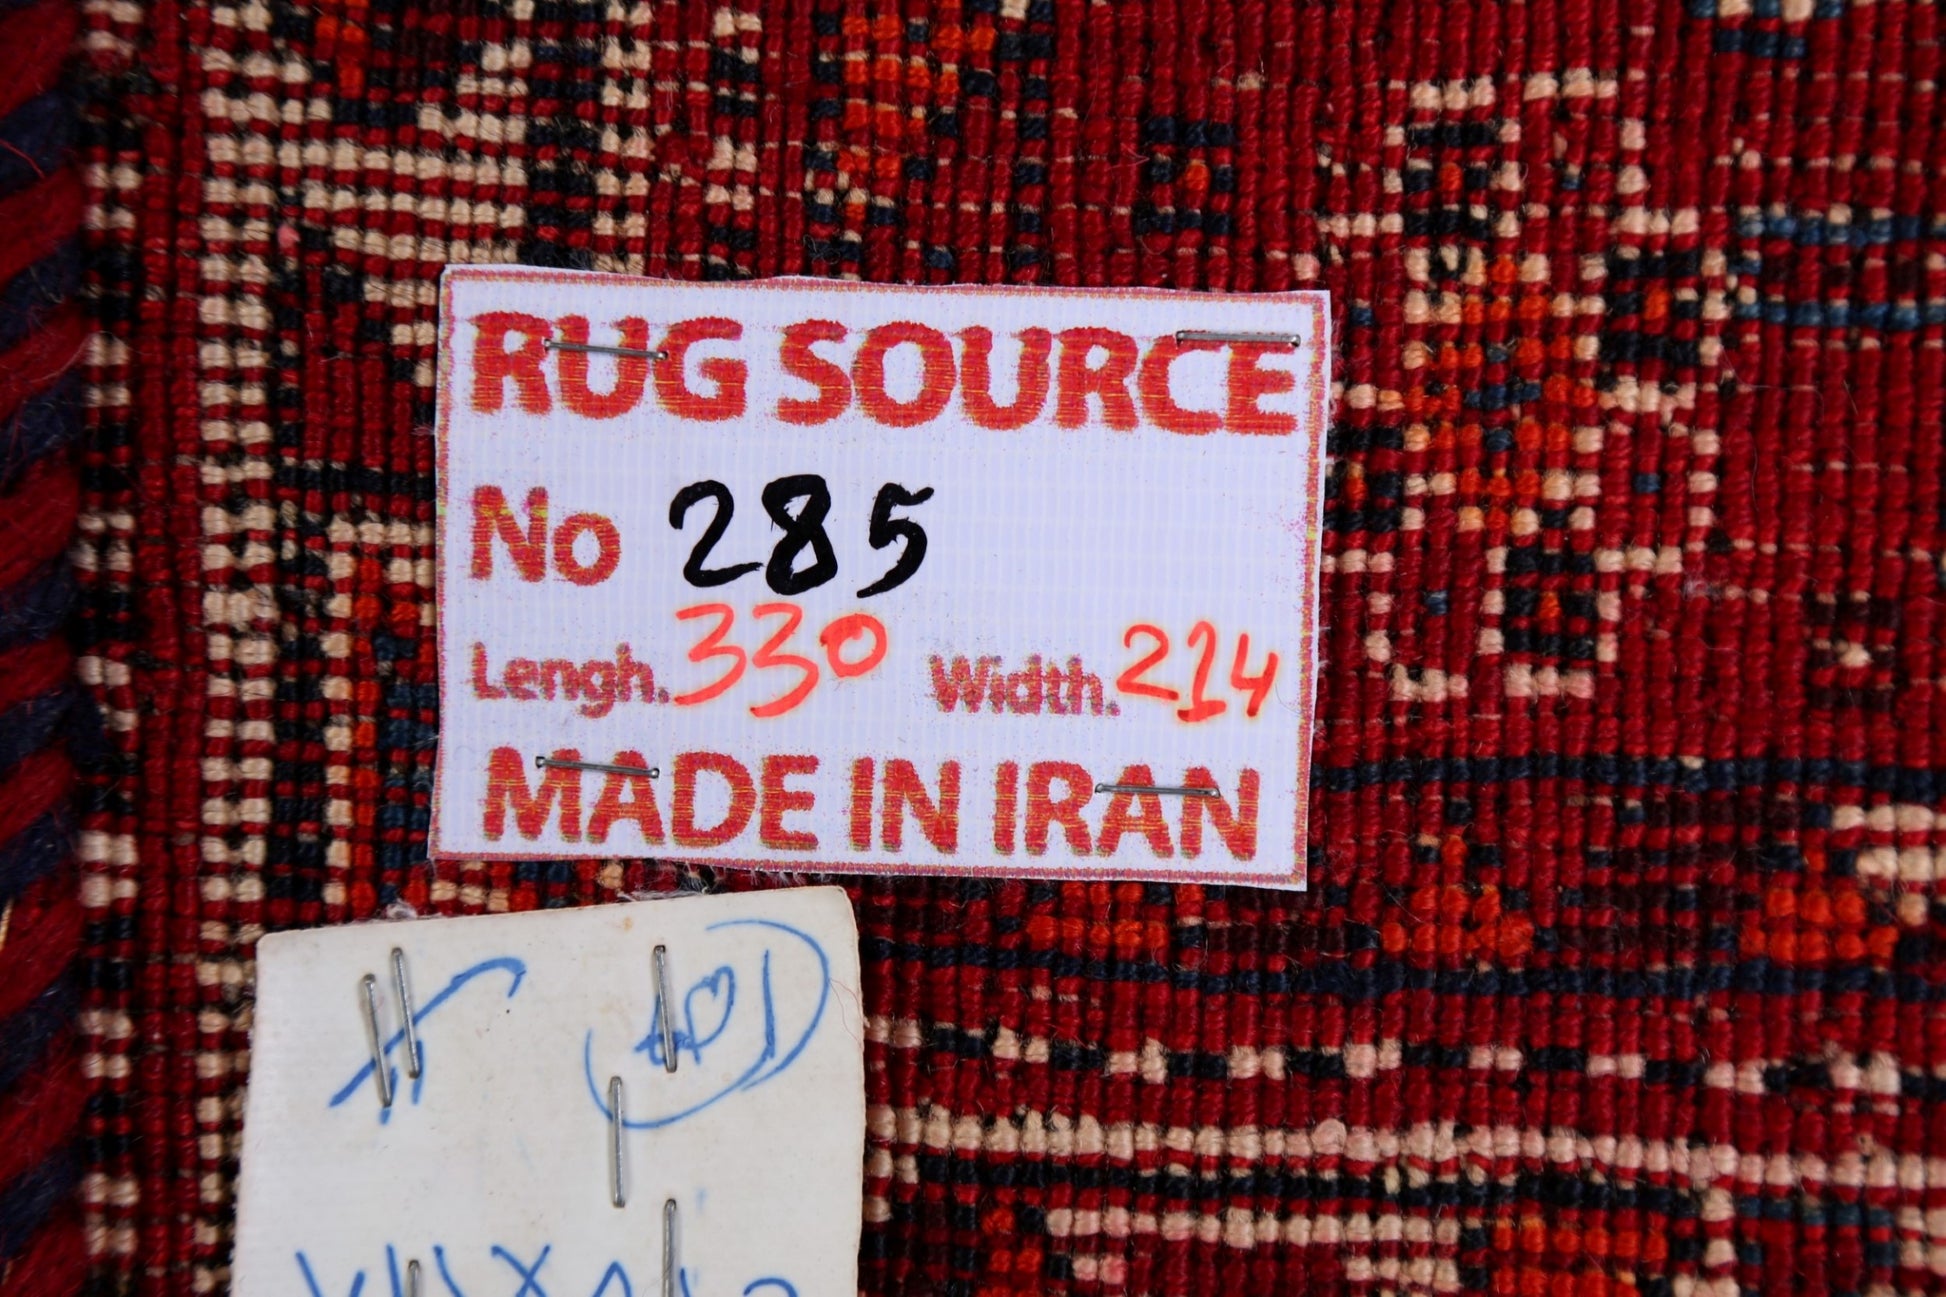 RUG SOURCE
No 285
Lengh. 330 Width. 214
MADE IN IRAN